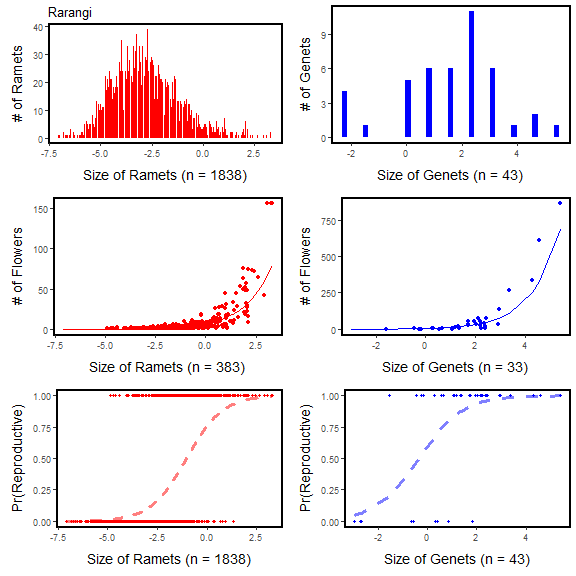 Rarangi
# of Ramets
40
30
20
10
0
-7.5 -5.0 -2.5 0.0 2.5
Size of Ramets (n = 1838)
# of Genets
9
6
3
0
-2 0 2 4
Size of Genets (n = 43)
# of Flowers
150
100
50
0
-7.5 -5.0 -2.5 0.0 2.5
Size of Ramets (n = 383)
# of Flowers
750
500
250
0
-2 0 2 4
Size of Genets (n = 33)
Pr(Reproductive)
1.00
0.75
0.50
0.25
0.00
-7.5 -5.0 -2.5 0.0 2.5
Size of Ramets (n = 1838)
Pr(Reproductive)
1.00
0.75
0.50
0.25
0.00
-2 0 2 4
Size of Genets (n = 43)